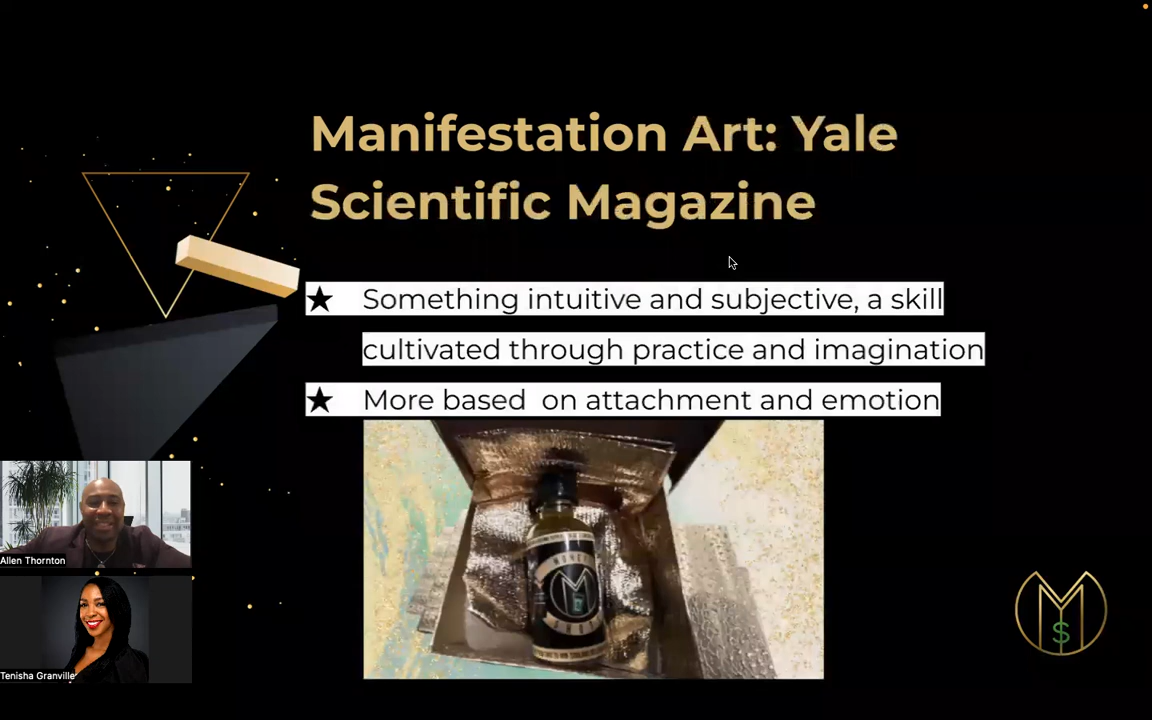 Manifestation Art: Yale
Scientific Magazine
★ Something intuitive and subjective, a skill
cultivated through practice and imagination
★ More based  on attachment and emotion
Allen Thornton
Tenisha Granville
M
$